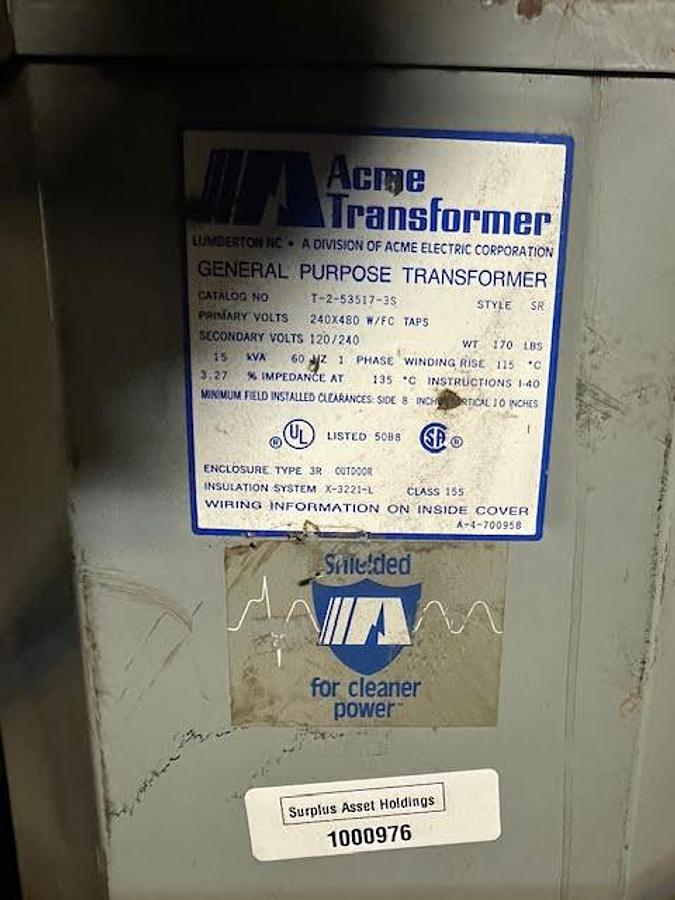 Acme
Transformer
LUMBERTON NC • A DIVISION OF ACME ELECTRIC CORPORATION
GENERAL PURPOSE TRANSFORMER
CATALOG NO T-2-53517-3S STYLE SR
PRIMARY VOLTS 240X480 W/FC TAPS
SECONDARY VOLTS 120/240 WT 170 LBS
15 kVA 60 HZ 1 PHASE WINDING RISE 115 °C
3.27 % IMPEDANCE AT 135 °C INSTRUCTIONS I-40
MINIMUM FIELD INSTALLED CLEARANCES: SIDE 8 INCHES VERTICAL 10 INCHES
® UL LISTED 50B8 SA ®
ENCLOSURE TYPE 3R OUTDOOR
INSULATION SYSTEM X-3221-L CLASS 155
WIRING INFORMATION ON INSIDE COVER
A-4-700958
Shielded
for cleaner
power™
Surplus Asset Holdings
1000976